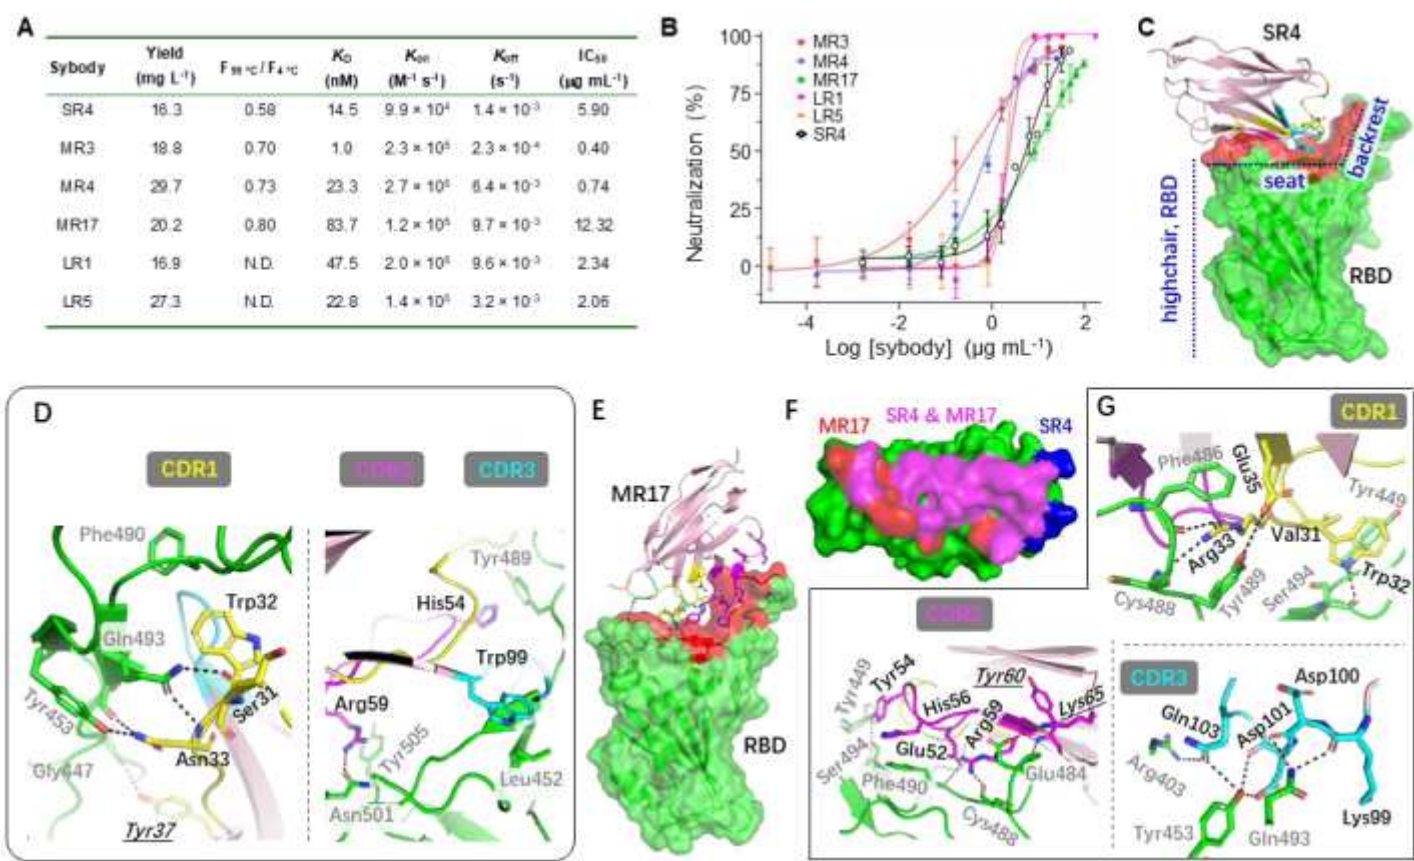 A
Sybody Yield (mg L⁻¹) F 99 °C / F 4 °C K_D (nM) K_on (M⁻¹ s⁻¹) K_off (s⁻¹) IC₅₀ (μg mL⁻¹)
SR4 16.3 0.58 14.5 9.9 × 10⁴ 1.4 × 10⁻³ 5.90
MR3 18.8 0.70 1.0 2.3 × 10⁵ 2.3 × 10⁻⁴ 0.40
MR4 29.7 0.73 23.3 2.7 × 10⁵ 6.4 × 10⁻³ 0.74
MR17 20.2 0.80 83.7 1.2 × 10⁵ 9.7 × 10⁻³ 12.32
LR1 16.9 N.D. 47.5 2.0 × 10⁵ 9.6 × 10⁻³ 2.34
LR5 27.3 N.D. 22.8 1.4 × 10⁵ 3.2 × 10⁻³ 2.06
B
Neutralization (%)
100
75
50
25
0
MR3
MR4
MR17
LR1
LR5
SR4
-4 -2 0 2
Log [sybody] (μg mL⁻¹)
C
SR4
backrest
seat
highchair, RBD
RBD
D
CDR1
Phe490
Trp32
Gln493
Ser31
Tyr453
Asn33
Gly447
Tyr37
CDR2
CDR3
Tyr489
His54
Trp99
Arg59
Tyr505
Leu452
Asn501
E
MR17
RBD
F
MR17
SR4 & MR17
SR4
G
CDR1
Phe486
Glu35
Tyr449
Val31
Arg33
Trp32
Cys488
Tyr489
Ser494
CDR2
Tyr449
Tyr54
His56
Tyr60
Lys65
Arg59
Glu52
Ser494
Phe490
Glu484
Cys488
CDR3
Asp100
Gln103
Asp101
Arg403
Lys99
Tyr453
Gln493